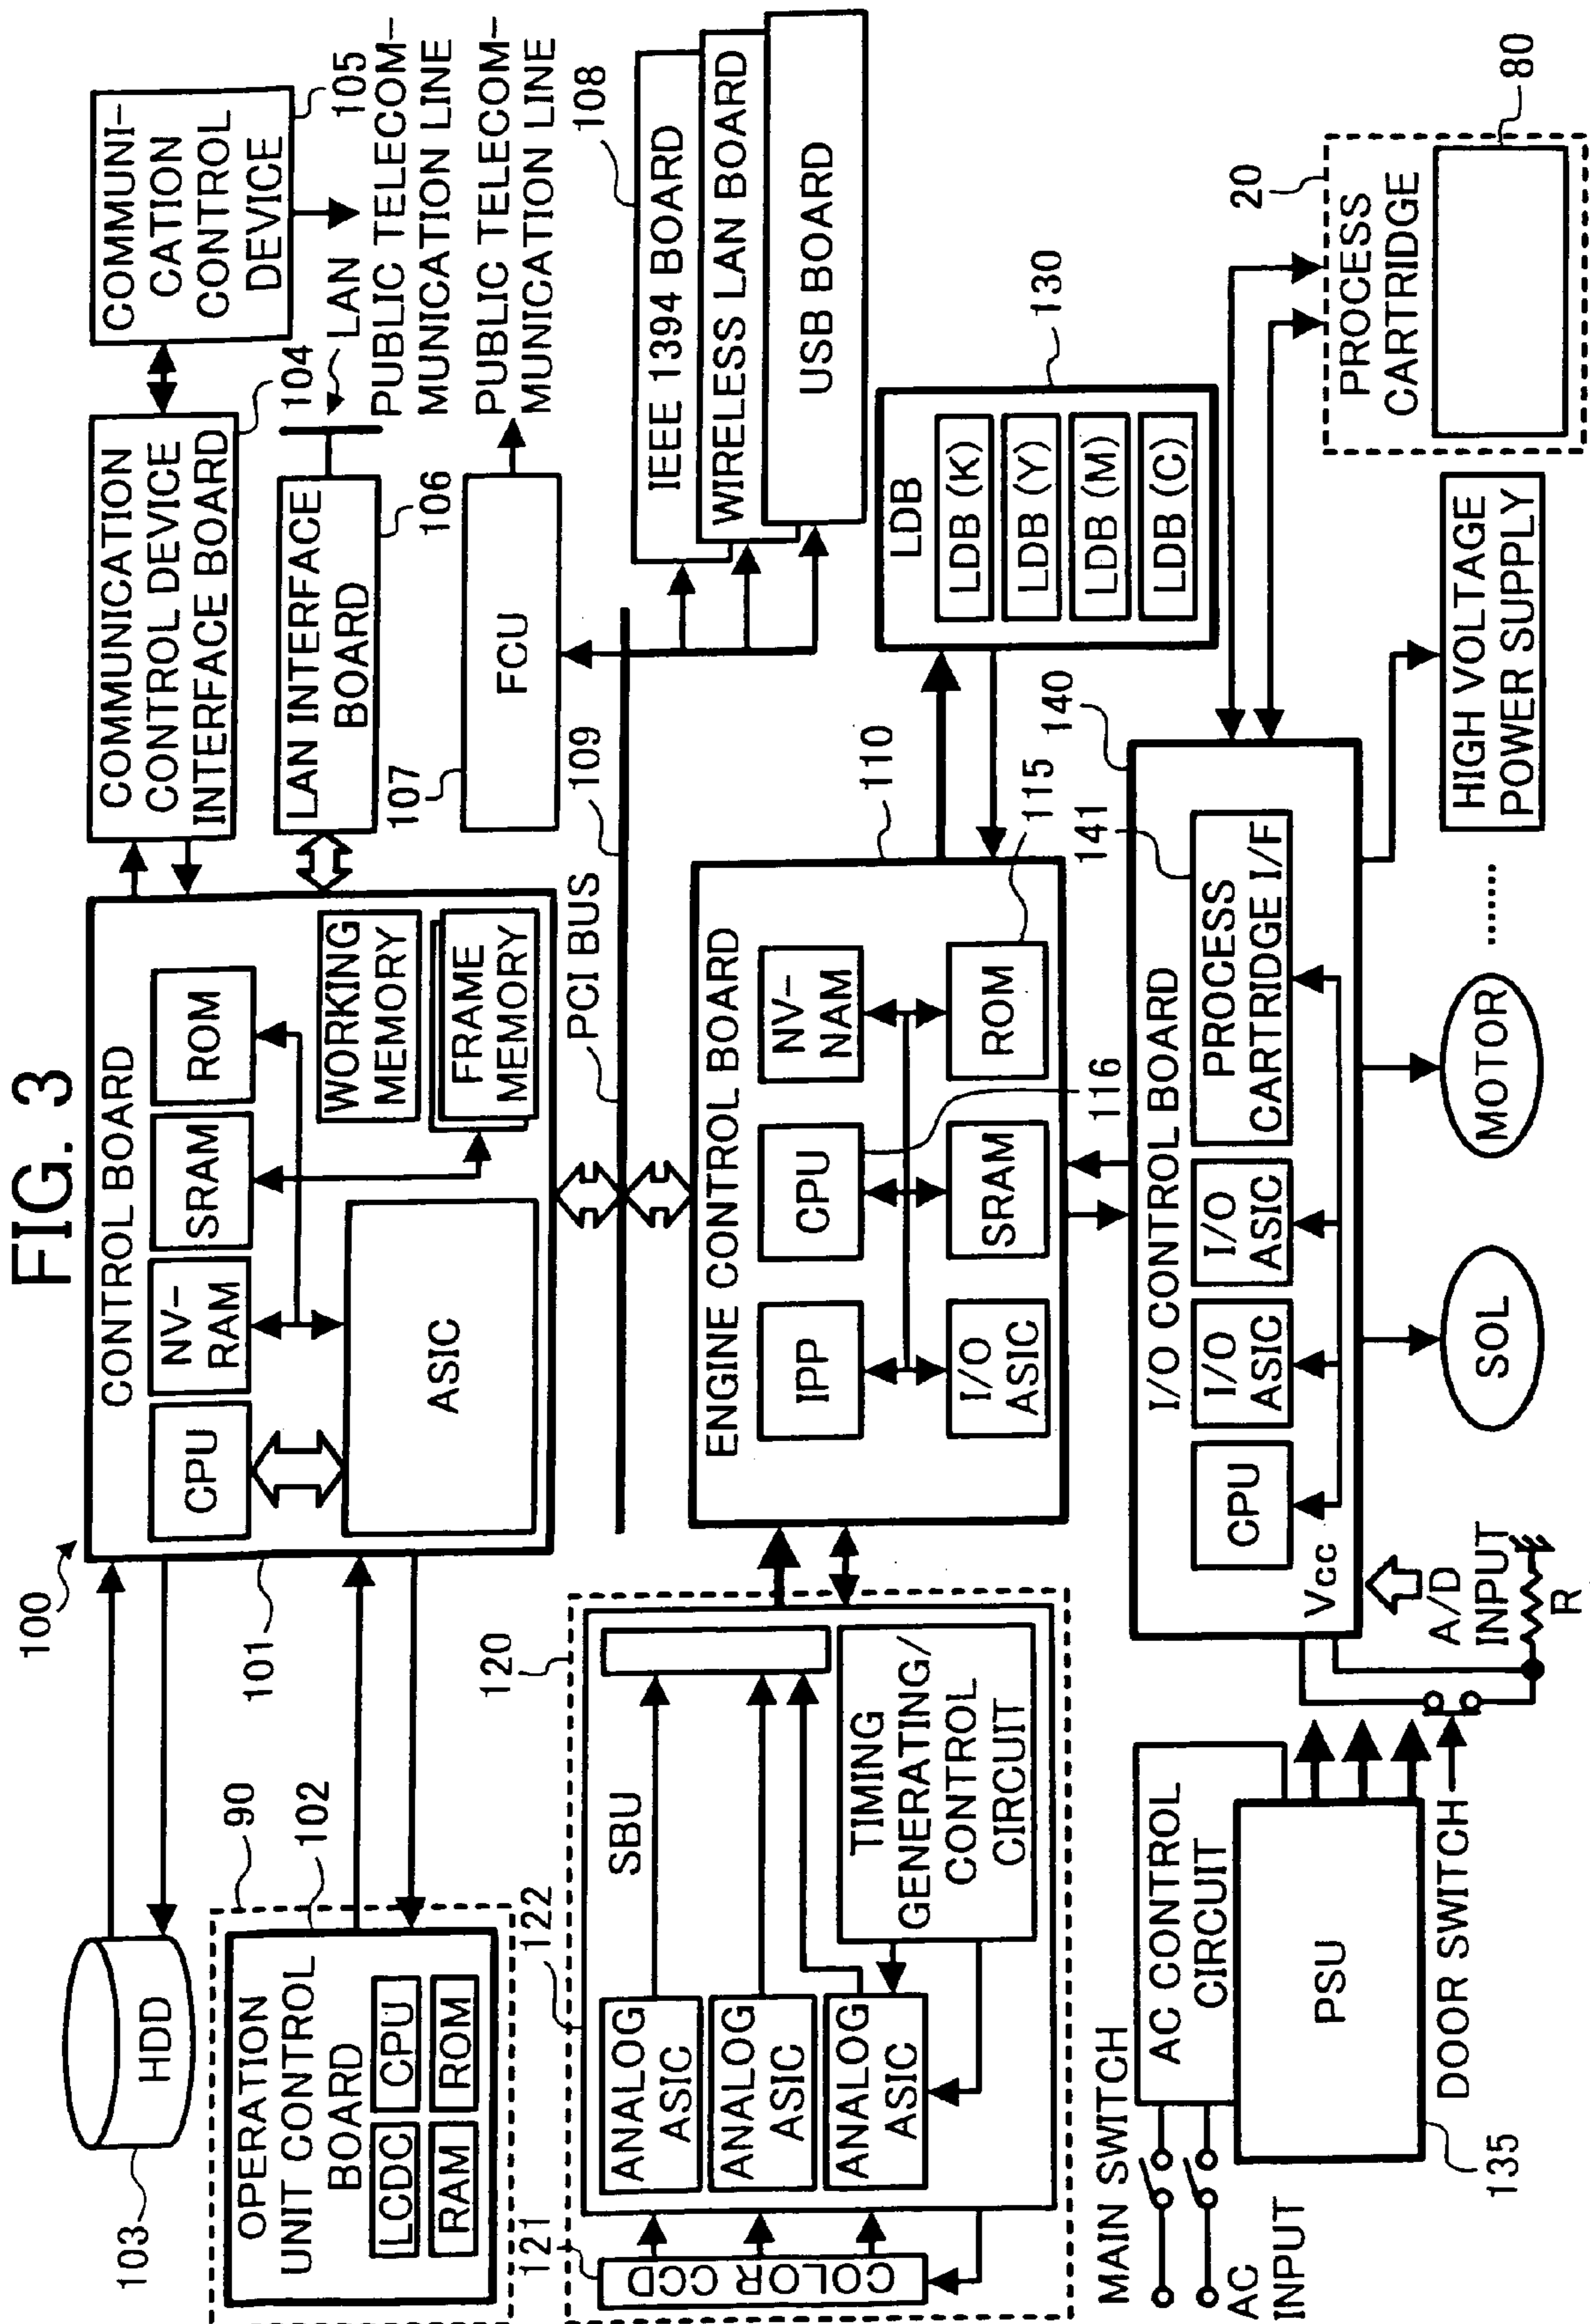 FIG. 3
100
101
CONTROL BOARD
CPU
NV-
RAM
SRAM
ROM
ASIC
WORKING
MEMORY
FRAME
MEMORY
HDD
103
90
102
OPERATION
UNIT CONTROL
BOARD
LCDC
CPU
RAM
ROM
COMMUNICATION
CONTROL DEVICE
INTERFACE BOARD
104
COMMUNI-
CATION
CONTROL
DEVICE
105
LAN INTERFACE
BOARD
106
LAN
PUBLIC TELECOM-
MUNICATION LINE
107
FCU
PUBLIC TELECOM-
MUNICATION LINE
PCI BUS
109
108
IEEE 1394 BOARD
WIRELESS LAN BOARD
USB BOARD
120
121
122
COLOR CCD
SBU
ANALOG
ASIC
ANALOG
ASIC
ANALOG
ASIC
TIMING
GENERATING/
CONTROL
CIRCUIT
110
ENGINE CONTROL BOARD
IPP
CPU
NV-
NAM
I/O
ASIC
SRAM
ROM
115
116
130
LDB
LDB (K)
LDB (Y)
LDB (M)
LDB (C)
140
I/O CONTROL BOARD
141
CPU
I/O
ASIC
I/O
ASIC
PROCESS
CARTRIDGE I/F
Vcc
20
PROCESS
CARTRIDGE
80
MAIN SWITCH
AC
INPUT
AC CONTROL
CIRCUIT
PSU
135
DOOR SWITCH
A/D
INPUT
R
SOL
MOTOR
.......
HIGH VOLTAGE
POWER SUPPLY